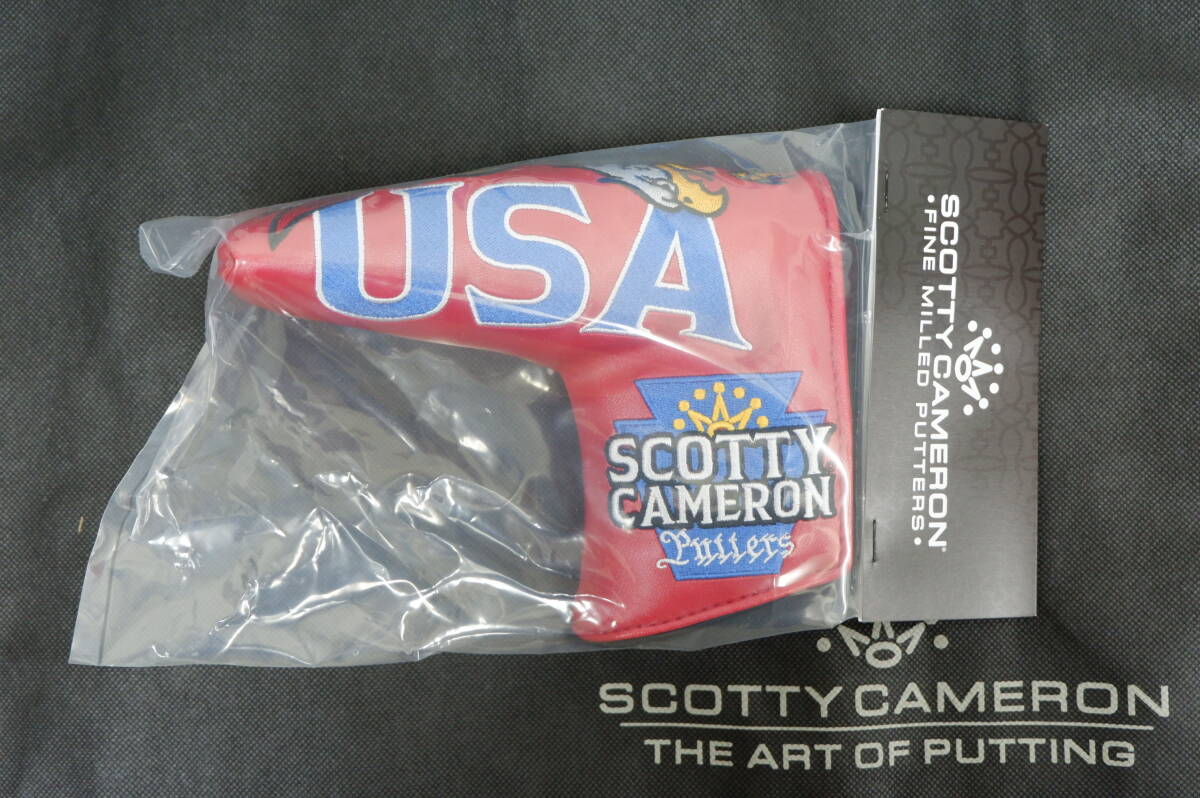 USA
SCOTTY
CAMERON
Putters
SCOTTY CAMERON®
•FINE MILLED PUTTERS.•
SCOTTY CAMERON
THE ART OF PUTTING